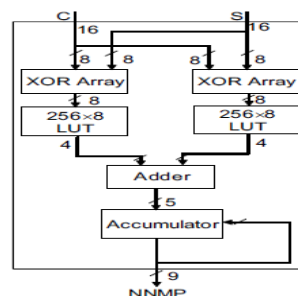 C S
16 16
8 8 8 8
XOR Array XOR Array
8 8
256×8 LUT 256×8 LUT
4 4
Adder
5
Accumulator
9
NNMP